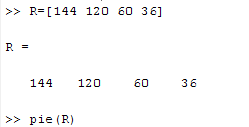 >> R=[144 120 60 36]
R =
144 120 60 36
>> pie(R)